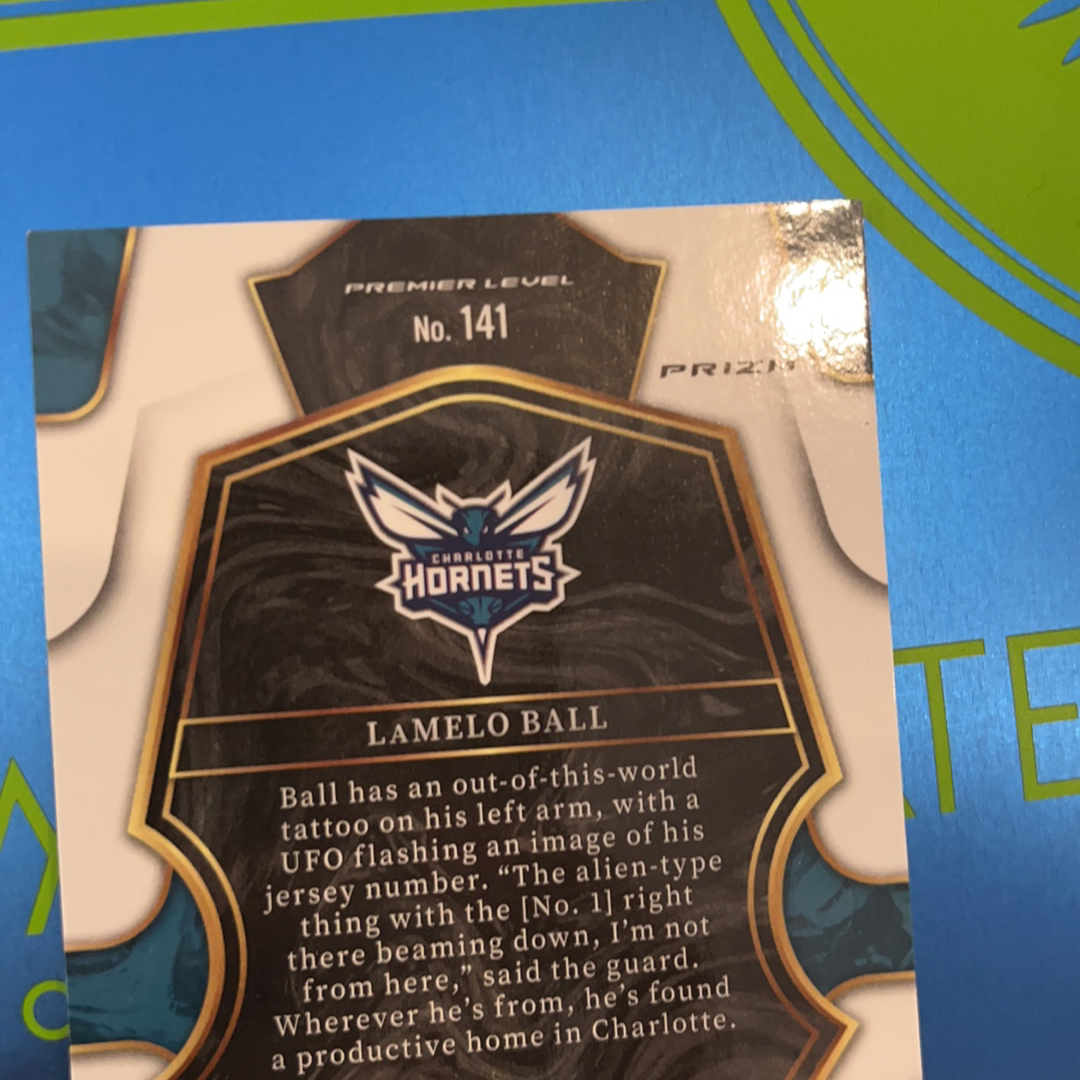 PREMIER LEVEL
No. 141
PRIZM
CHARLOTTE
HORNETS
LAMELO BALL
Ball has an out-of-this-world
tattoo on his left arm, with a
UFO flashing an image of his
jersey number. “The alien-type
thing with the [No. 1] right
there beaming down, I’m not
from here,” said the guard.
Wherever he’s from, he’s found
a productive home in Charlotte.